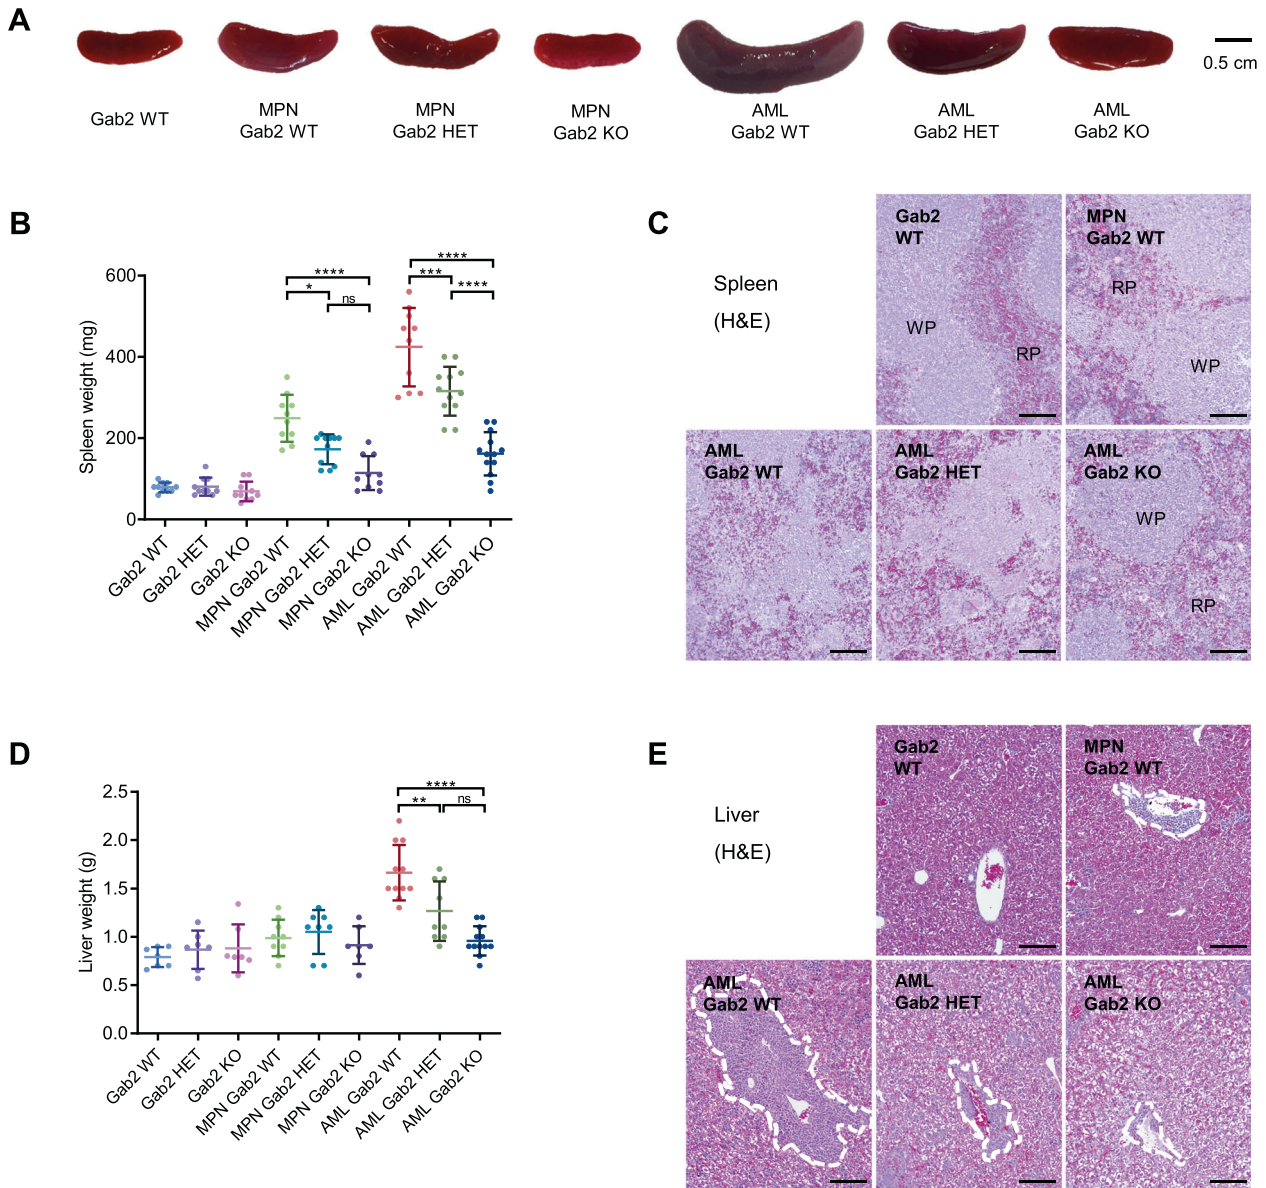 A
0.5 cm
Gab2 WT
MPN
Gab2 WT
MPN
Gab2 HET
MPN
Gab2 KO
AML
Gab2 WT
AML
Gab2 HET
AML
Gab2 KO
B
Spleen weight (mg)
600
400
200
0
****
*
ns
****
***
****
Gab2 WT
Gab2 HET
Gab2 KO
MPN Gab2 WT
MPN Gab2 HET
MPN Gab2 KO
AML Gab2 WT
AML Gab2 HET
AML Gab2 KO
C
Spleen
(H&E)
Gab2
WT
WP
RP
MPN
Gab2 WT
RP
WP
AML
Gab2 WT
AML
Gab2 HET
AML
Gab2 KO
WP
RP
D
Liver weight (g)
2.5
2.0
1.5
1.0
0.5
0.0
****
**
ns
Gab2 WT
Gab2 HET
Gab2 KO
MPN Gab2 WT
MPN Gab2 HET
MPN Gab2 KO
AML Gab2 WT
AML Gab2 HET
AML Gab2 KO
E
Liver
(H&E)
Gab2
WT
MPN
Gab2 WT
AML
Gab2 WT
AML
Gab2 HET
AML
Gab2 KO